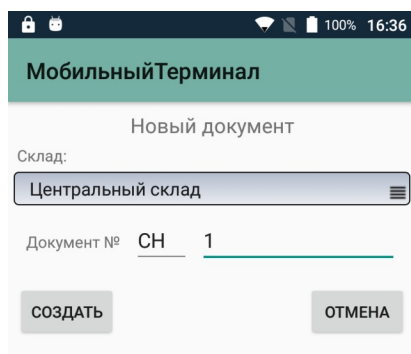 100% 16:36
МобильныйТерминал
Новый документ
Склад:
Центральный склад
Документ № СН 1
СОЗДАТЬ ОТМЕНА